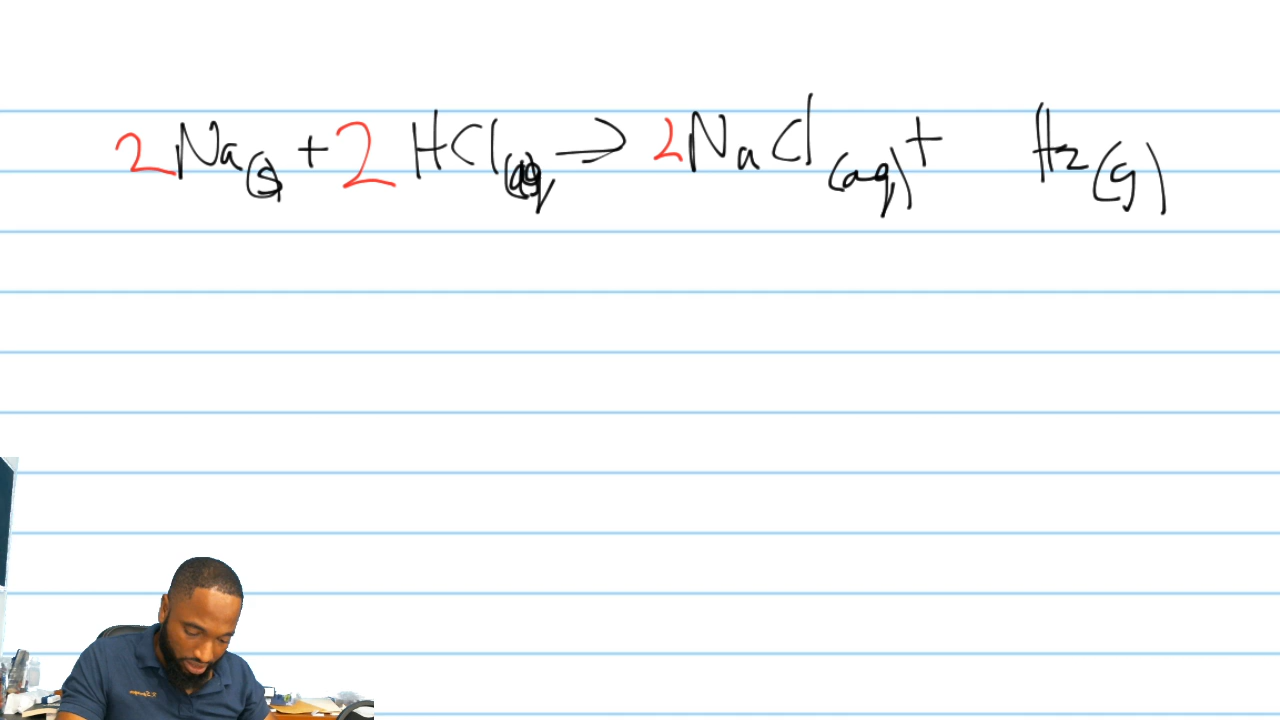 2Na(s) + 2 HCl(aq → 2NaCl(aq) + H2(g)